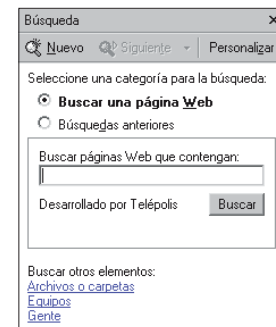 Búsqueda
Nuevo Siguiente Personalizar
Seleccione una categoría para la búsqueda:
Buscar una página Web
Búsquedas anteriores
Buscar páginas Web que contengan:
Desarrollado por Telépolis Buscar
Buscar otros elementos:
Archivos o carpetas
Equipos
Gente